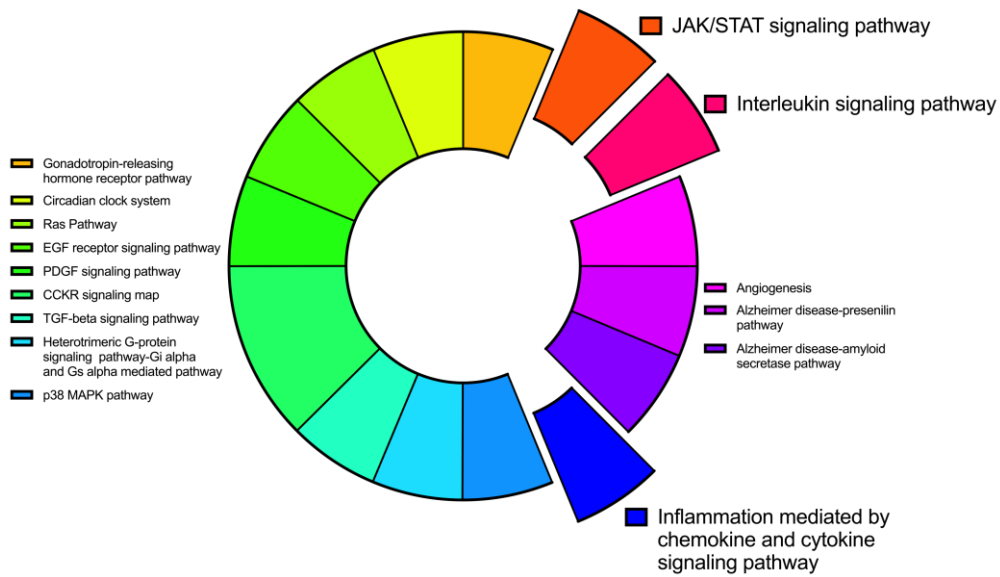 JAK/STAT signaling pathway
Interleukin signaling pathway
Gonadotropin-releasing
hormone receptor pathway
Circadian clock system
Ras Pathway
EGF receptor signaling pathway
PDGF signaling pathway
CCKR signaling map
TGF-beta signaling pathway
Heterotrimeric G-protein
signaling pathway-Gi alpha
and Gs alpha mediated pathway
p38 MAPK pathway
Angiogenesis
Alzheimer disease-presenilin
pathway
Alzheimer disease-amyloid
secretase pathway
Inflammation mediated by
chemokine and cytokine
signaling pathway